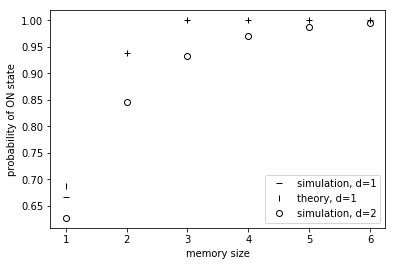 1.00
0.95
0.90
0.85
0.80
0.75
0.70
0.65
probability of ON state
simulation, d=1
theory, d=1
simulation, d=2
1 2 3 4 5 6
memory size